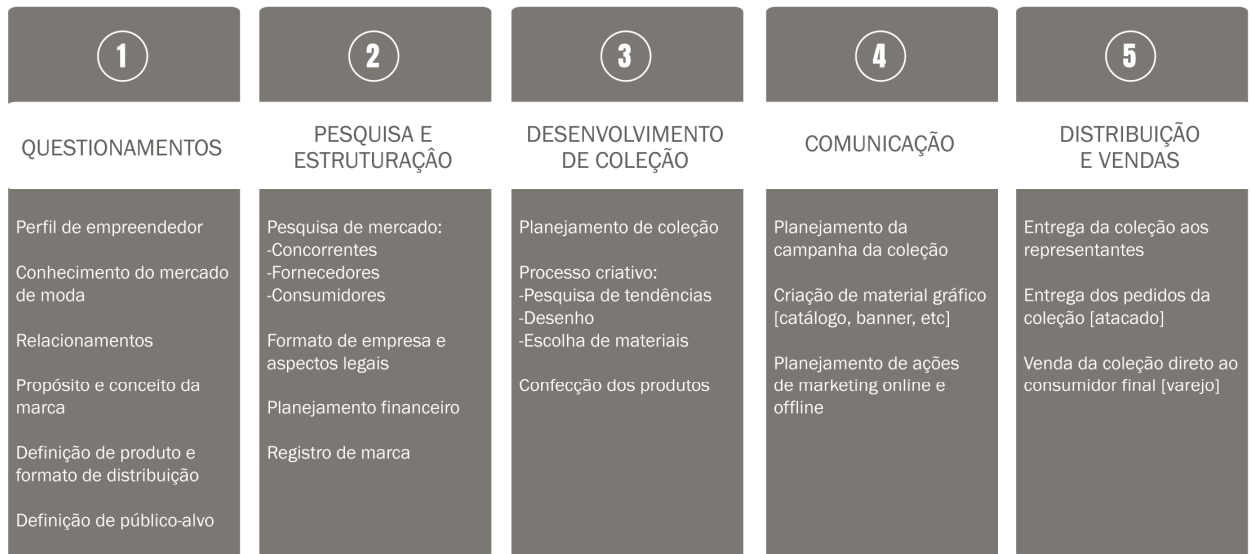 1
QUESTIONAMENTOS
Perfil de empreendedor
Conhecimento do mercado
de moda
Relacionamentos
Propósito e conceito da
marca
Definição de produto e
formato de distribuição
Definição de público-alvo
2
PESQUISA E
ESTRUTURAÇÂO
Pesquisa de mercado:
-Concorrentes
-Fornecedores
-Consumidores
Formato de empresa e
aspectos legais
Planejamento financeiro
Registro de marca
3
DESENVOLVIMENTO
DE COLEÇÃO
Planejamento de coleção
Processo criativo:
-Pesquisa de tendências
-Desenho
-Escolha de materiais
Confecção dos produtos
4
COMUNICAÇÃO
Planejamento da
campanha da coleção
Criação de material gráfico
[catálogo, banner, etc]
Planejamento de ações
de marketing online e
offline
5
DISTRIBUIÇÃO
E VENDAS
Entrega da coleção aos
representantes
Entrega dos pedidos da
coleção [atacado]
Venda da coleção direto ao
consumidor final [varejo]